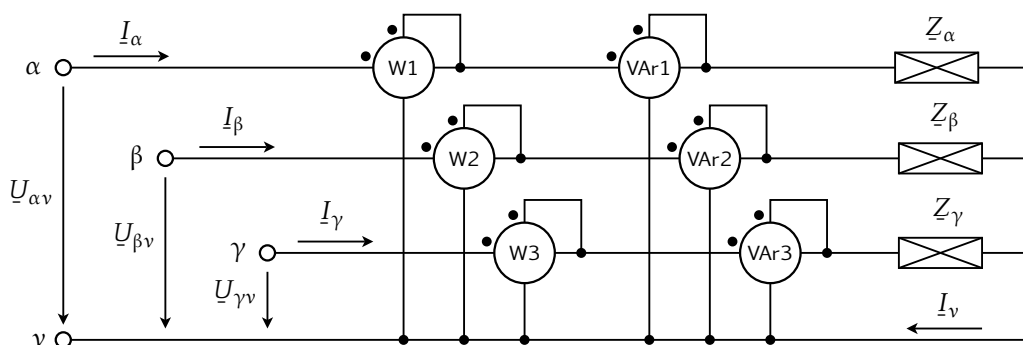 I̲α
Z̲α
α
W1
VAr1
I̲β
Z̲β
β
W2
VAr2
U̲αν
I̲γ
Z̲γ
U̲βν
γ
W3
VAr3
U̲γν
I̲ν
ν